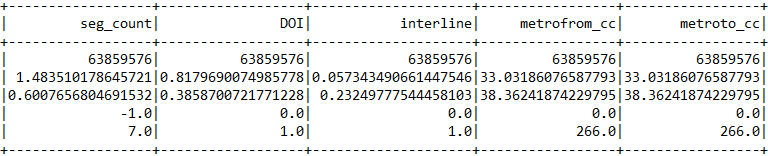 +------------------+------------------+-------------------+-----------------+-----------------+
|         seg_count|               DOI|          interline|     metrofrom_cc|       metroto_cc|
+------------------+------------------+-------------------+-----------------+-----------------+
|          63859576|          63859576|           63859576|         63859576|         63859576|
| 1.483510178645721|0.8179690074985778|0.057343490661447546|33.03186076587793|33.03186076587793|
|0.6007656804691532|0.3858700721771228|0.23249777544458103|38.36241874229795|38.36241874229795|
|              -1.0|               0.0|                0.0|              0.0|              0.0|
|               7.0|               1.0|                1.0|            266.0|            266.0|
+------------------+------------------+-------------------+-----------------+-----------------+